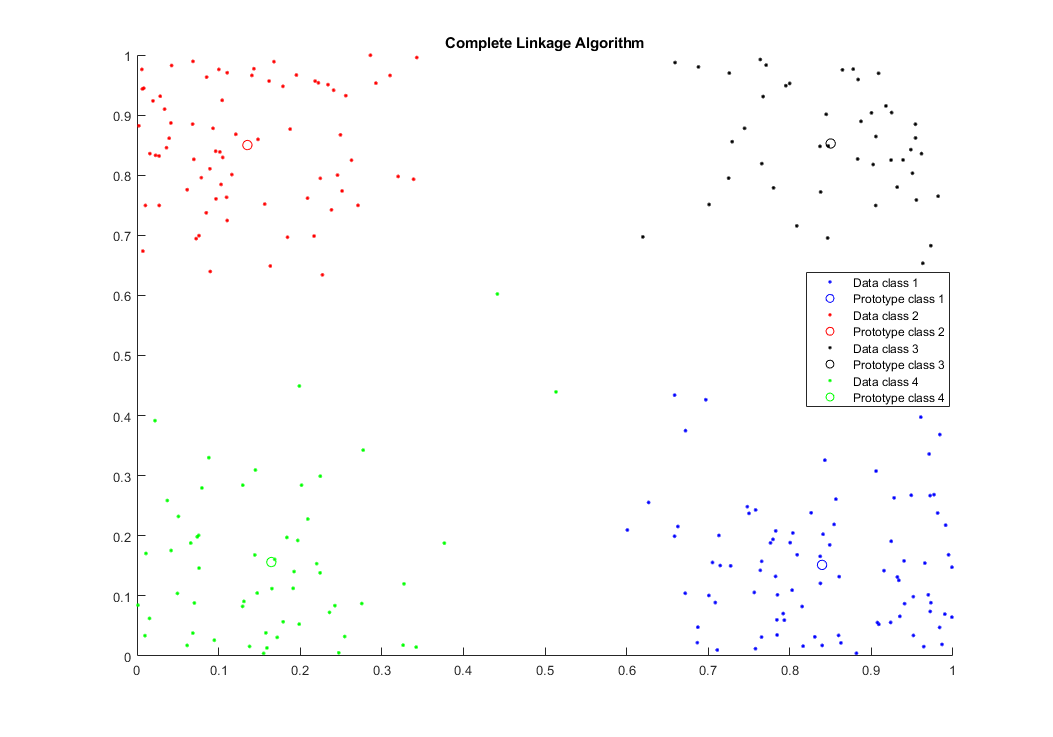 Complete Linkage Algorithm
1
0.9
0.8
0.7
0.6
0.5
0.4
0.3
0.2
0.1
0
Data class 1
Prototype class 1
Data class 2
Prototype class 2
Data class 3
Prototype class 3
Data class 4
Prototype class 4
0 0.1 0.2 0.3 0.4 0.5 0.6 0.7 0.8 0.9 1